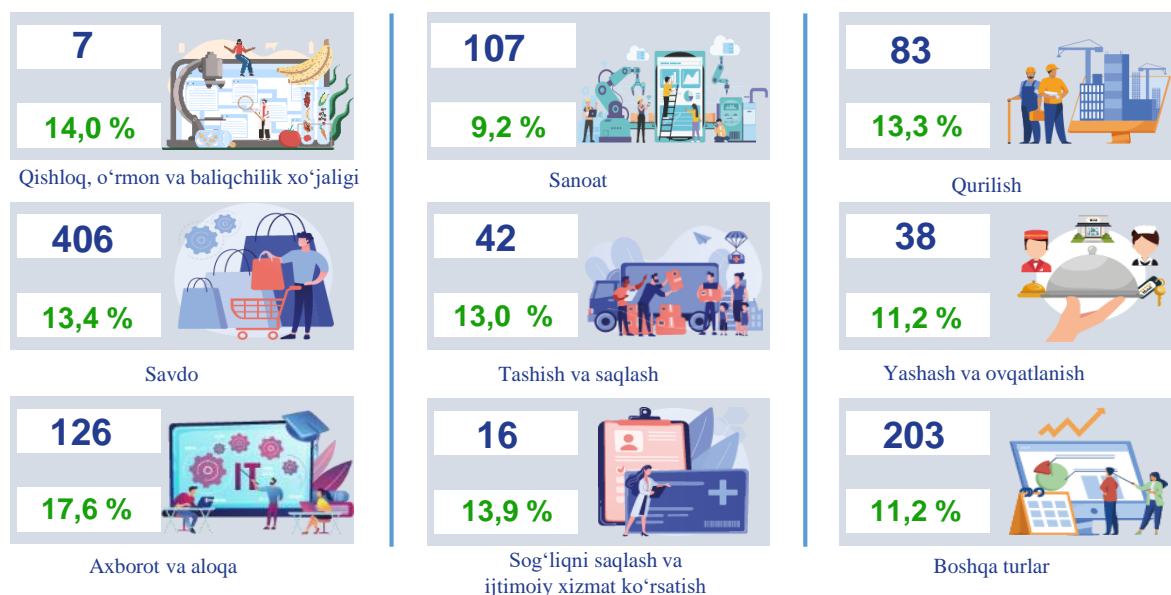 7
14,0 %
Qishloq, o‘rmon va baliqchilik xo‘jaligi
107
9,2 %
Sanoat
83
13,3 %
Qurilish
406
13,4 %
Savdo
42
13,0 %
Tashish va saqlash
38
11,2 %
Yashash va ovqatlanish
126
IT
17,6 %
Axborot va aloqa
16
13,9 %
Sog‘liqni saqlash va
ijtimoiy xizmat ko‘rsatish
203
11,2 %
Boshqa turlar